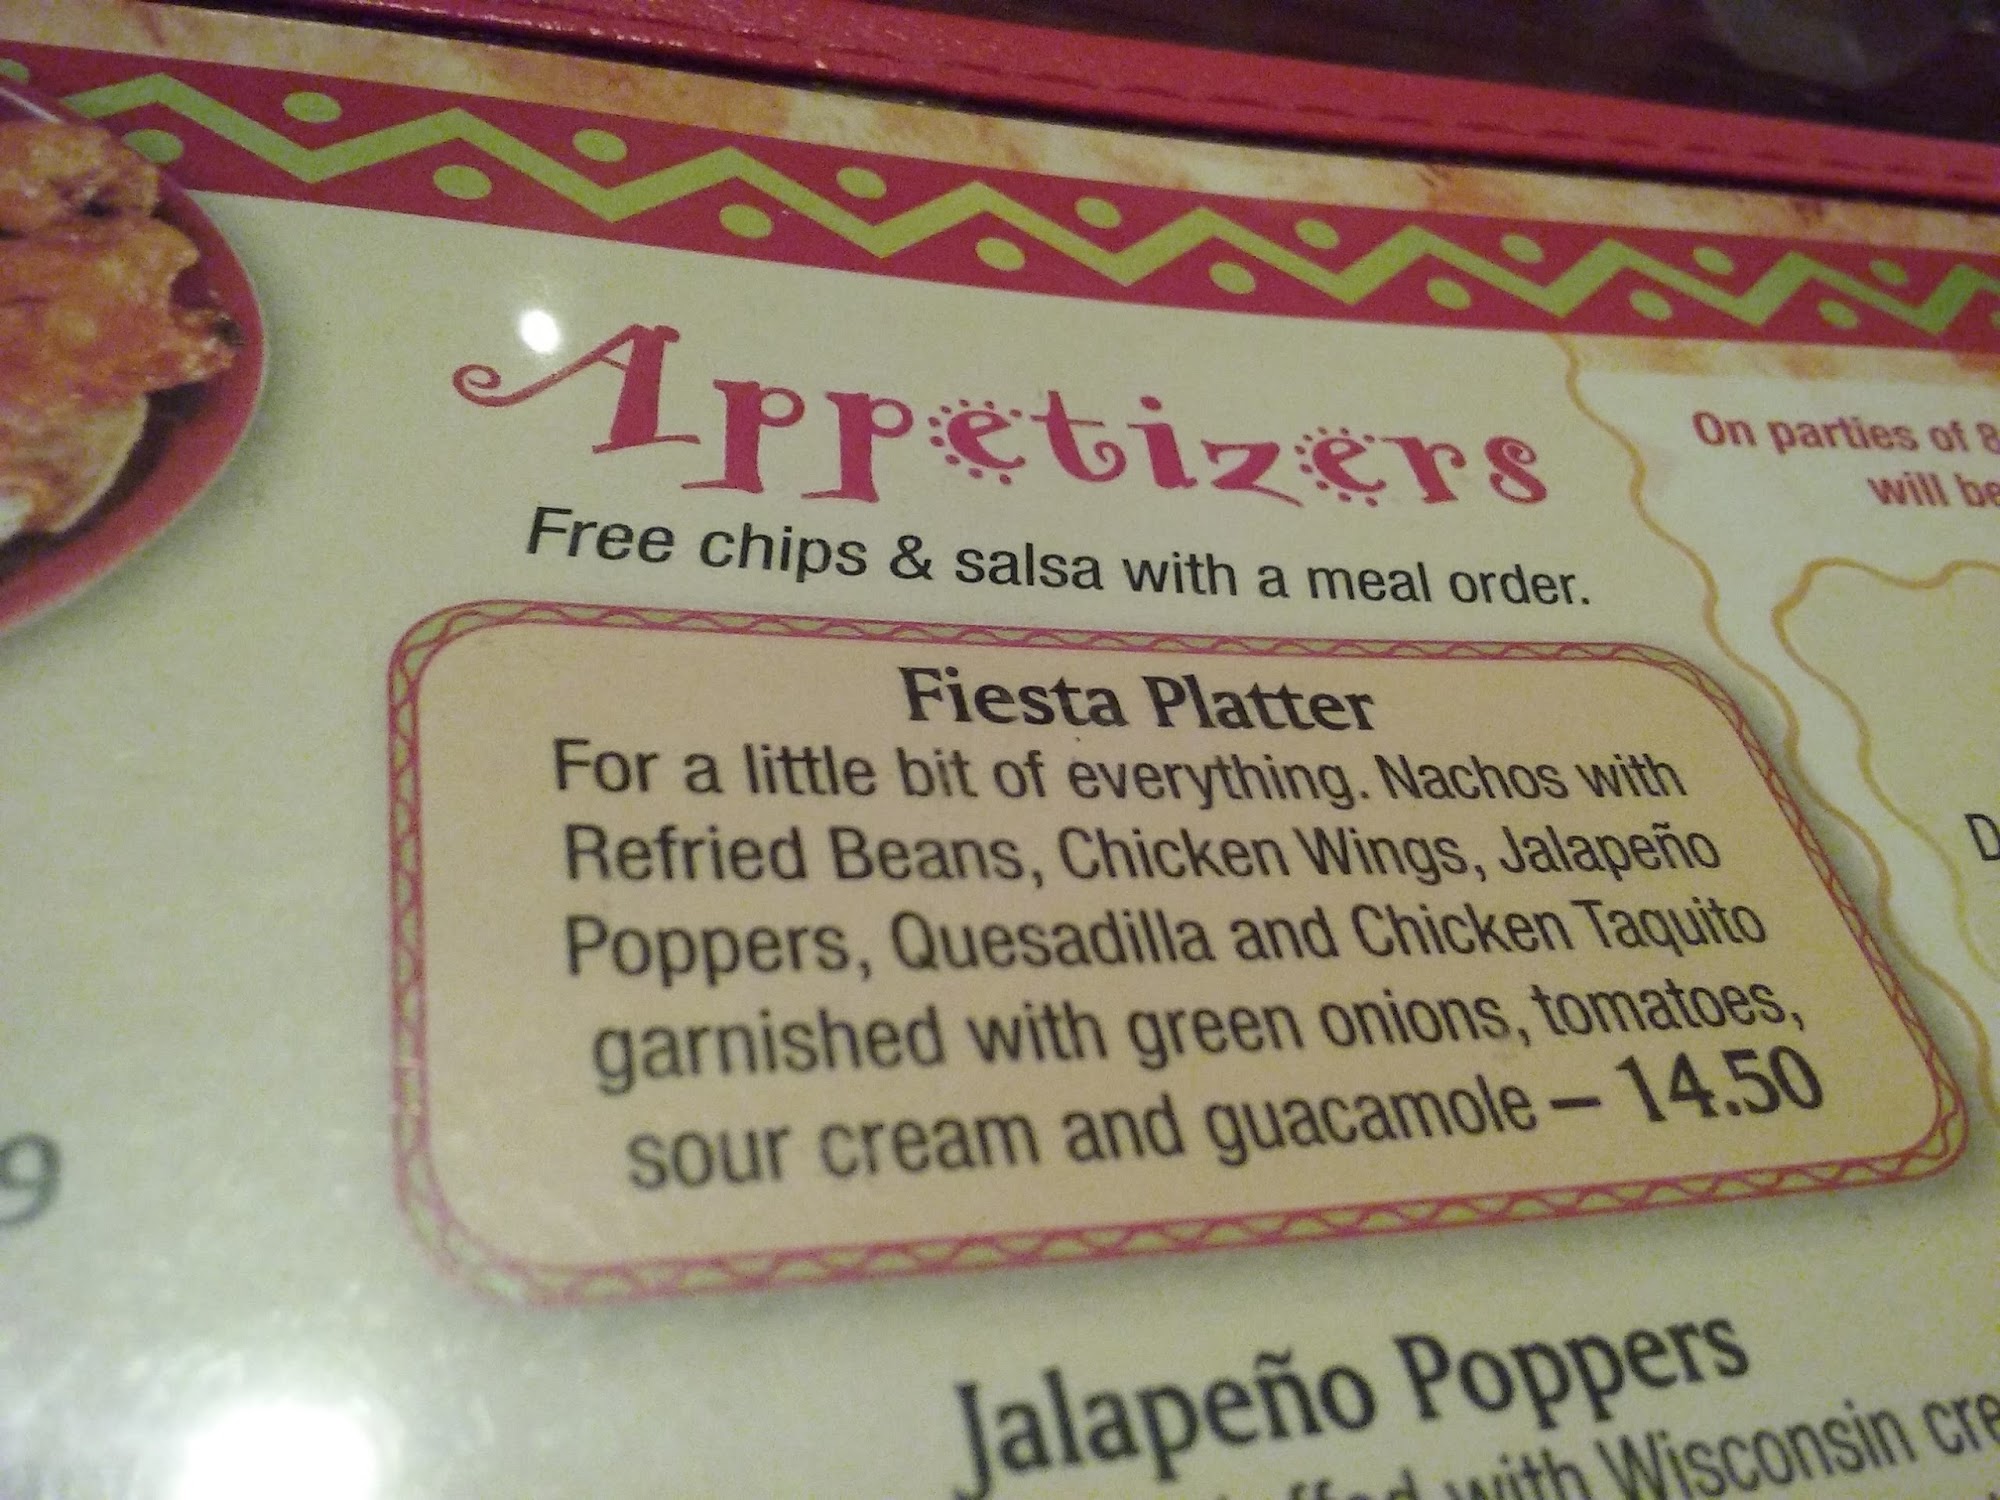 Appetizers
Free chips & salsa with a meal order.
On parties of 8
will be
Fiesta Platter
For a little bit of everything. Nachos with
Refried Beans, Chicken Wings, Jalapeño
Poppers, Quesadilla and Chicken Taquito
garnished with green onions, tomatoes,
sour cream and guacamole – 14.50
D
9
Jalapeño Poppers
with Wisconsin